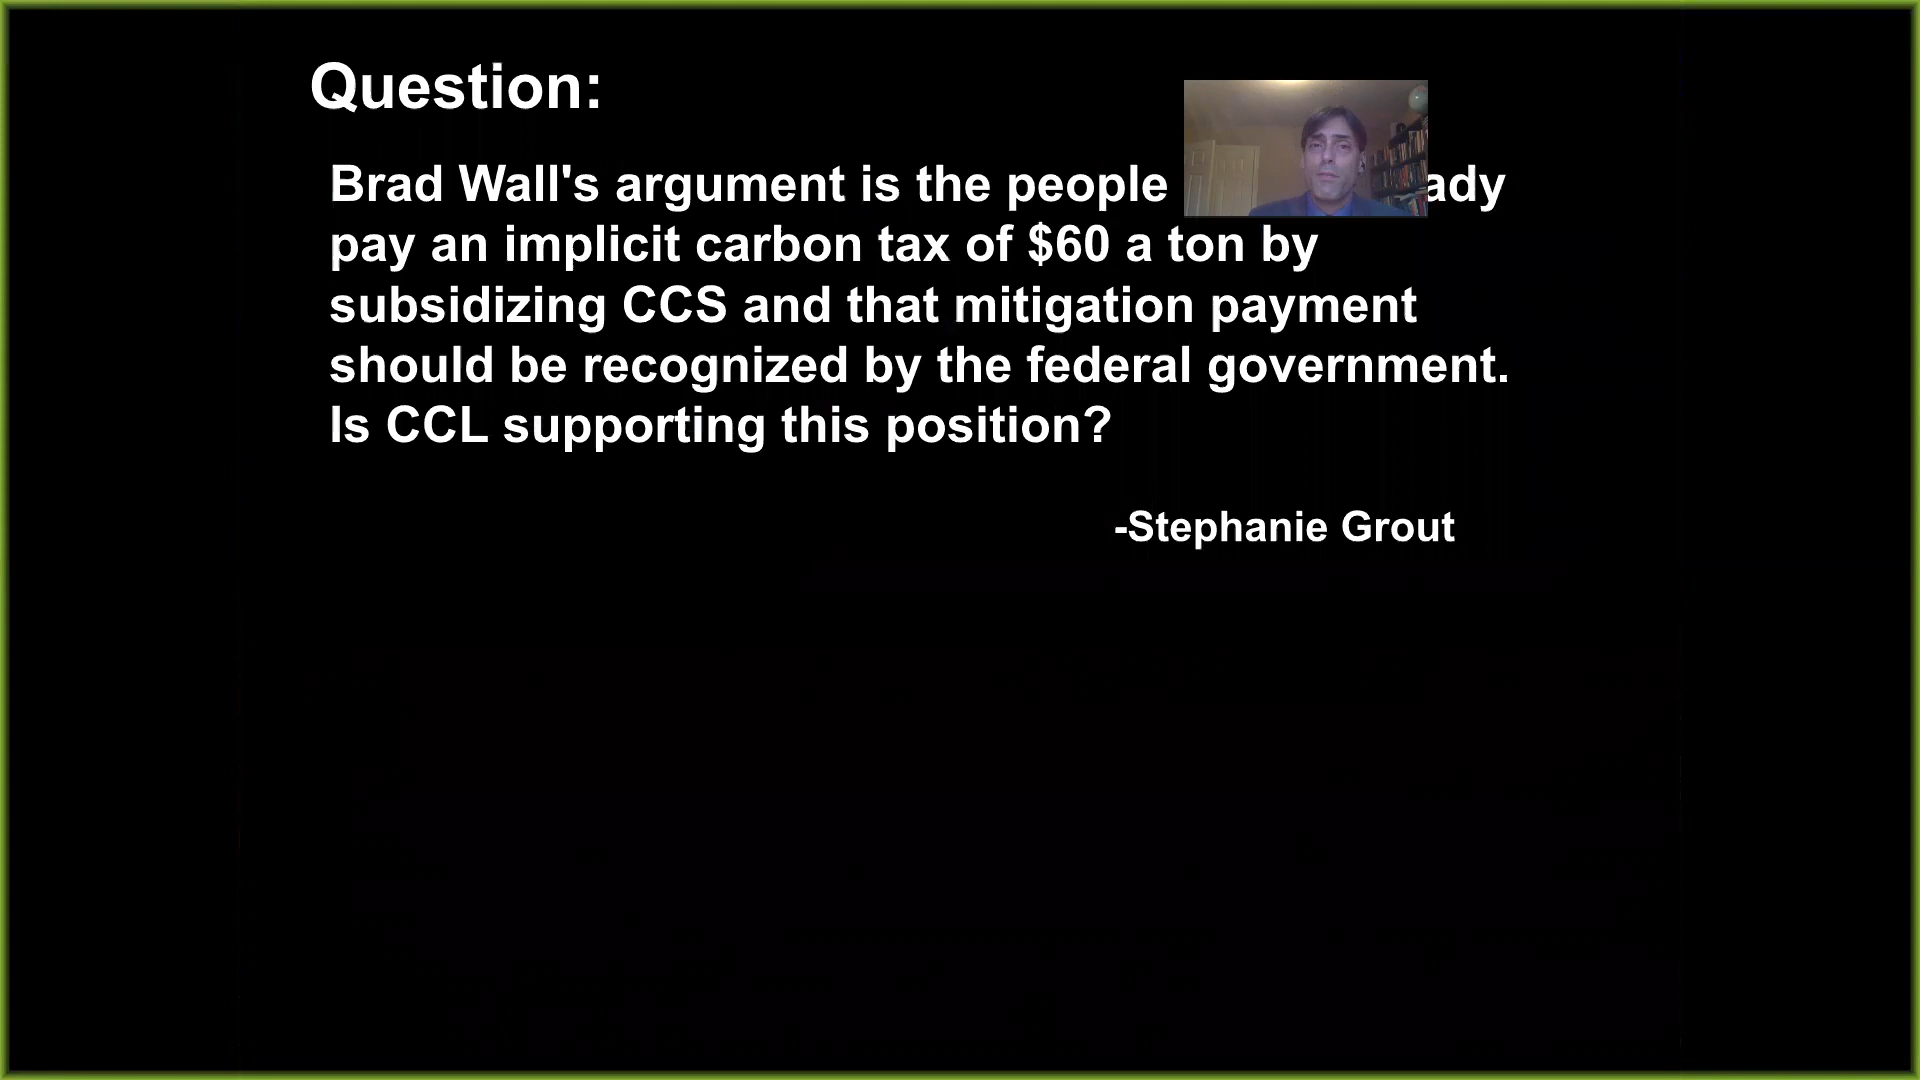 Question:
Brad Wall's argument is the people ady
pay an implicit carbon tax of $60 a ton by
subsidizing CCS and that mitigation payment
should be recognized by the federal government.
Is CCL supporting this position?
-Stephanie Grout